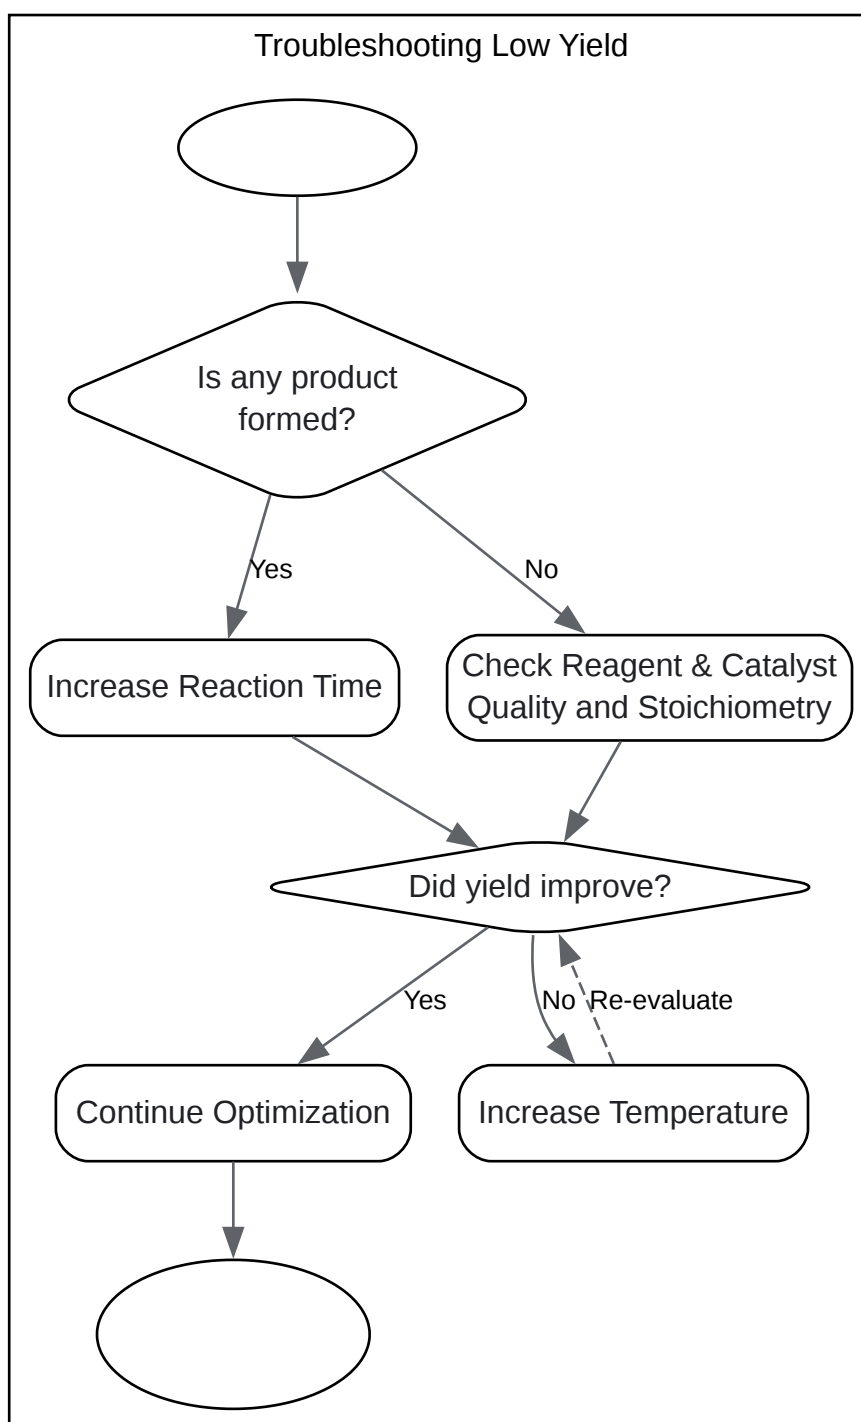 Troubleshooting Low Yield
Is any product
formed?
Yes
No
Increase Reaction Time
Check Reagent & Catalyst
Quality and Stoichiometry
Did yield improve?
Yes
No
Re-evaluate
Continue Optimization
Increase Temperature